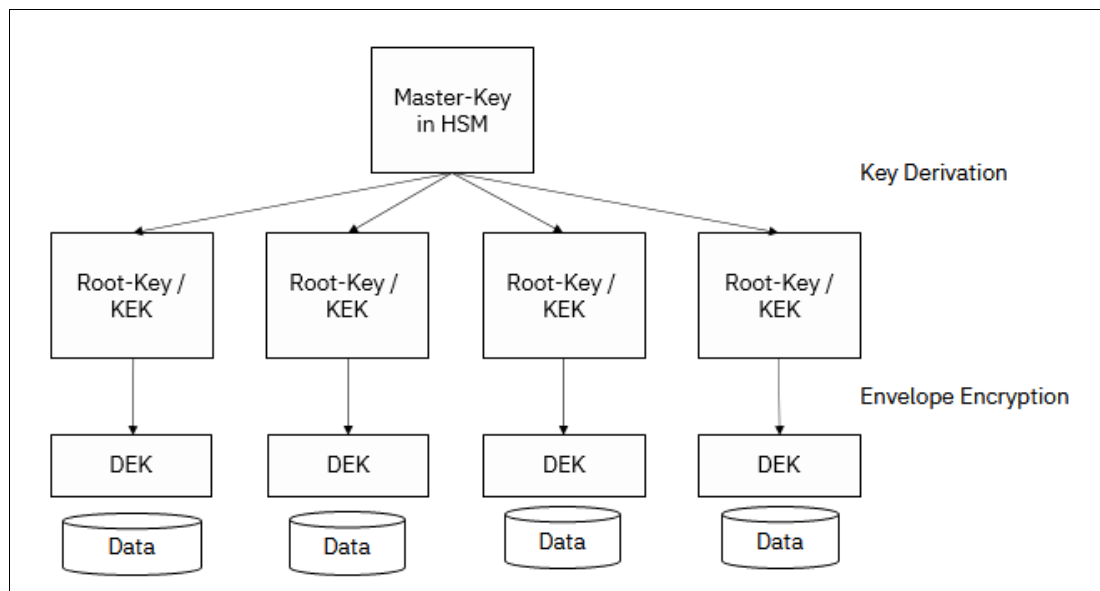 Master-Key
in HSM
Key Derivation
Root-Key /
KEK
Root-Key /
KEK
Root-Key /
KEK
Root-Key /
KEK
Envelope Encryption
DEK
DEK
DEK
DEK
Data
Data
Data
Data